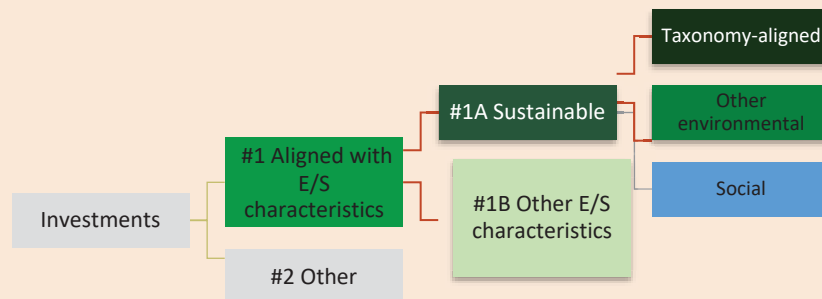 Taxonomy-aligned
#1A Sustainable
Other
environmental
#1 Aligned with
E/S
characteristics
#1B Other E/S
characteristics
Social
Investments
#2 Other